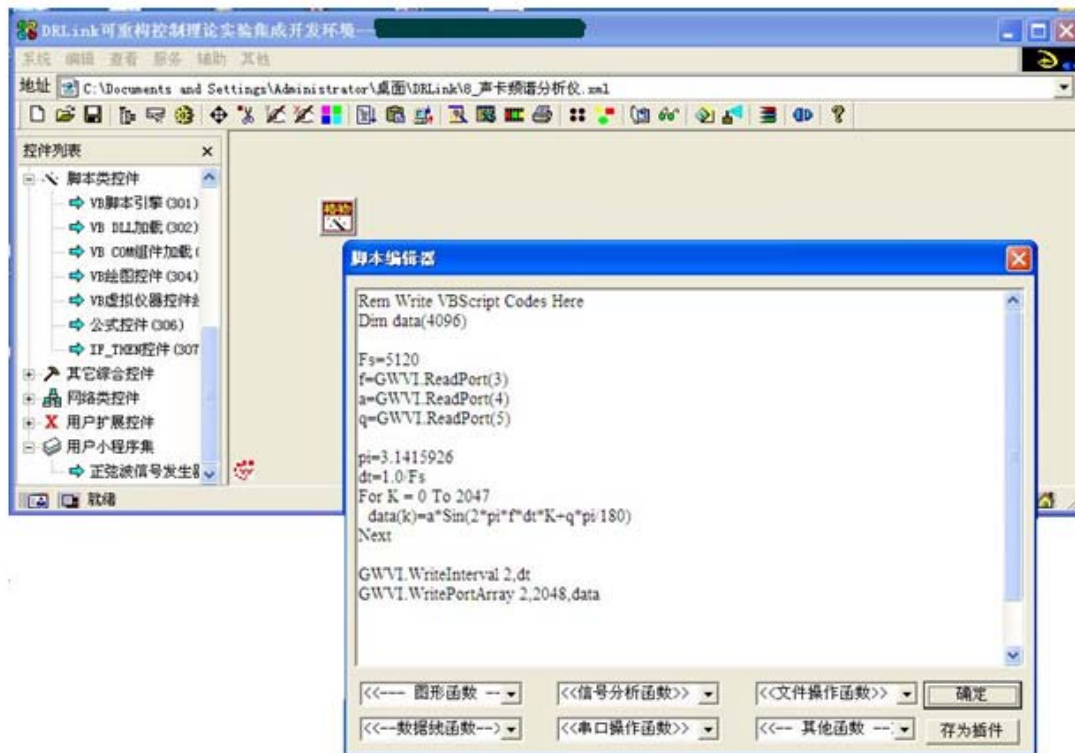 DRLink可重构控制理论实验集成开发环境--
系统 编辑 查看 服务 辅助 其他
地址 C:\Documents and Settings\Administrator\桌面\DRLink\8_声卡频谱分析仪.xml
控件列表
脚本类控件
VB脚本引擎(301)
VB DLL加载(302)
VB COM组件加载(
VB绘图控件(304)
VB虚拟仪器控件
公式控件(306)
IF_THEN控件(307
其它综合控件
网络类控件
用户扩展控件
用户小程序集
正弦波信号发生器
就绪
脚本编辑器
Rem Write VBScript Codes Here
Dim data(4096)
Fs=5120
f=GWVI.ReadPort(3)
a=GWVI.ReadPort(4)
q=GWVI.ReadPort(5)
pi=3.1415926
dt=1.0/Fs
For K = 0 To 2047
data(k)=a*Sin(2*pi*f*dt*K+q*pi/180)
Next
GWVI.WriteInterval 2,dt
GWVI.WritePortArray 2,2048,data
<<--- 图形函数 -- <<信号分析函数>> <<文件操作函数>> 确定
<<--数据线函数--> <<串口操作函数>> <<-- 其他函数 --: 存为插件